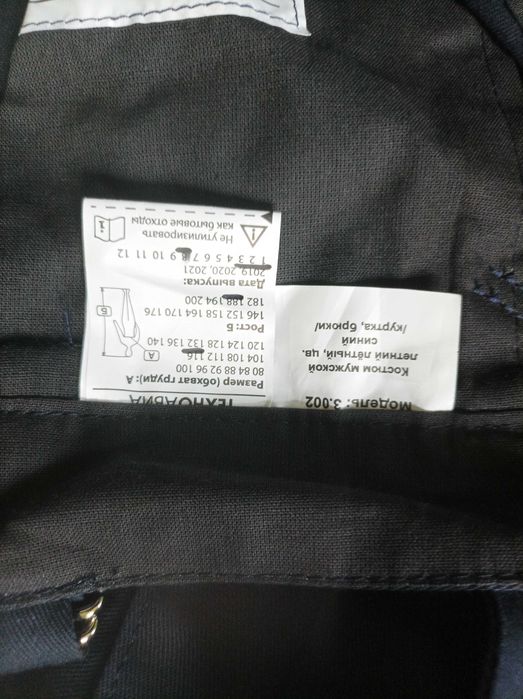 ТЕХНОАВИА
Размер (обхват груди): А
80 84 88 92 96 100
104 108 112 116
120 124 128 132 136 140
Рост: Б
146 152 158 164 170 176
182 188 194 200
Дата выпуска:
2019, 2020, 2021
1 2 3 4 5 6 7 8 9 10 11 12
Не утилизировать
как бытовые отходы
А
Б
i
МОДЕЛЬ: 3.002
Костюм мужской
летний лётный, цв.
синий
/куртка, брюки/